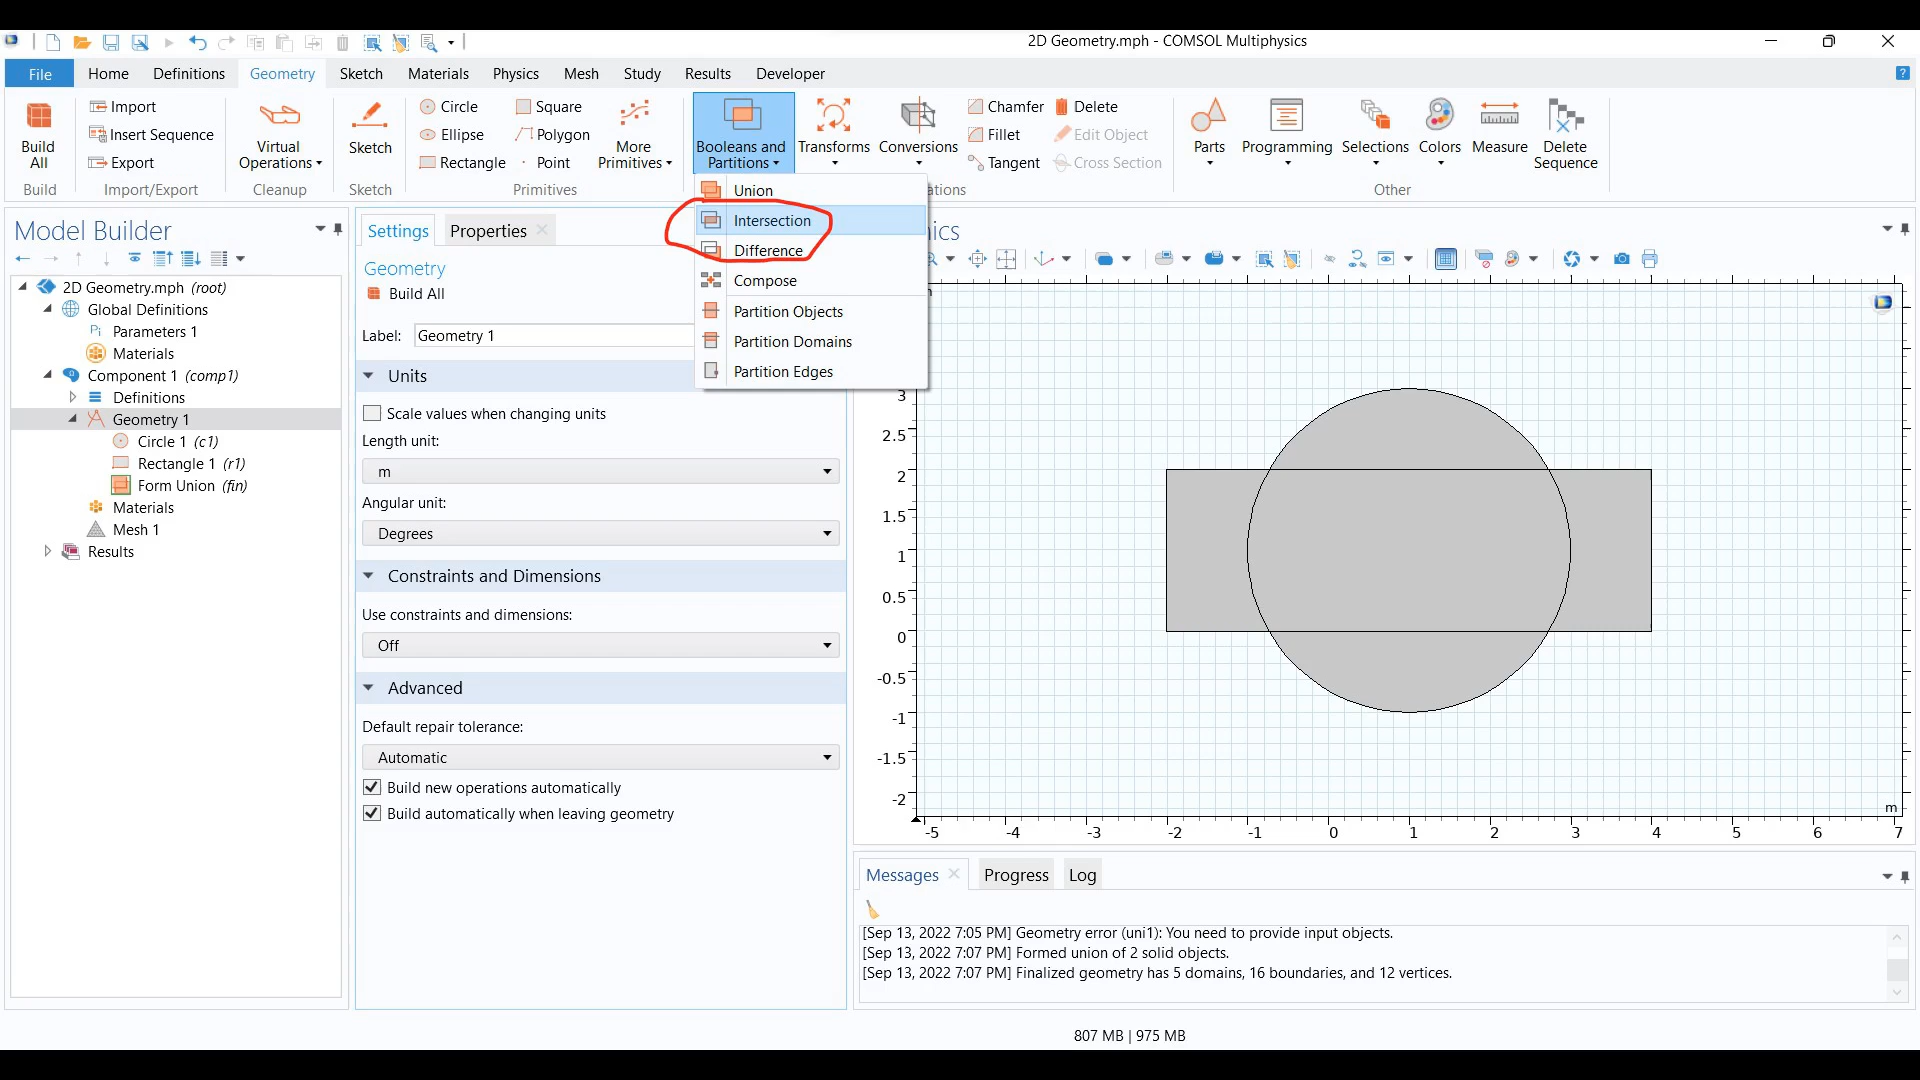 2D Geometry.mph - COMSOL Multiphysics
File Home Definitions Geometry Sketch Materials Physics Mesh Study Results Developer
Build All
Build
Import
Insert Sequence
Export
Import/Export
Virtual Operations
Cleanup
Sketch
Sketch
Circle Square
Ellipse Polygon
Rectangle Point
More Primitives
Primitives
Booleans and Partitions
Transforms
Conversions
Chamfer Delete
Fillet Edit Object
Tangent Cross Section
ations
Parts
Programming
Selections
Colors
Measure
Delete Sequence
Other
Union
Intersection
Difference
Compose
Partition Objects
Partition Domains
Partition Edges
Model Builder
2D Geometry.mph (root)
Global Definitions
Pi Parameters 1
Materials
Component 1 (comp1)
Definitions
Geometry 1
Circle 1 (c1)
Rectangle 1 (r1)
Form Union (fin)
Materials
Mesh 1
Results
Settings Properties
Geometry
Build All
Label: Geometry 1
Units
Scale values when changing units
Length unit:
m
Angular unit:
Degrees
Constraints and Dimensions
Use constraints and dimensions:
Off
Advanced
Default repair tolerance:
Automatic
Build new operations automatically
Build automatically when leaving geometry
ics
3
2.5
2
1.5
1
0.5
0
-0.5
-1
-1.5
-2
m
-5 -4 -3 -2 -1 0 1 2 3 4 5 6 7
Messages Progress Log
[Sep 13, 2022 7:05 PM] Geometry error (uni1): You need to provide input objects.
[Sep 13, 2022 7:07 PM] Formed union of 2 solid objects.
[Sep 13, 2022 7:07 PM] Finalized geometry has 5 domains, 16 boundaries, and 12 vertices.
807 MB | 975 MB